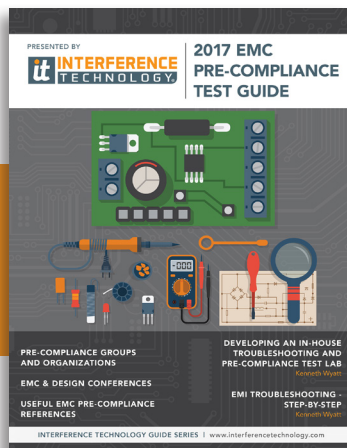 PRESENTED BY
it INTERFERENCE
TECHNOLOGY.
2017 EMC
PRE-COMPLIANCE
TEST GUIDE
-000
PRE-COMPLIANCE GROUPS
AND ORGANIZATIONS
EMC & DESIGN CONFERENCES
USEFUL EMC PRE-COMPLIANCE
REFERENCES
DEVELOPING AN IN-HOUSE
TROUBLESHOOTING AND
PRE-COMPLIANCE TEST LAB
Kenneth Wyatt
EMI TROUBLESHOOTING -
STEP-BY-STEP
Kenneth Wyatt
INTERFERENCE TECHNOLOGY GUIDE SERIES | www.interferencetechnology.com